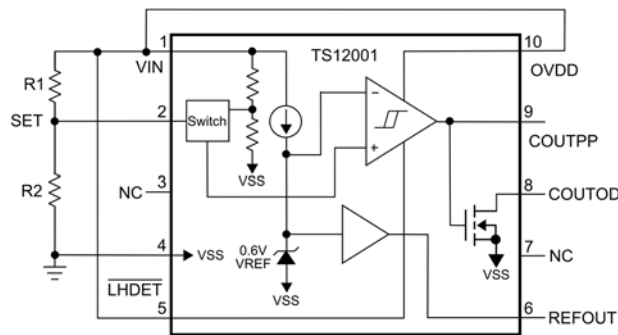 1
TS12001
10
R1
VIN
OVDD
SET
2
Switch
−
9
COUTPP
+
VSS
R2
NC
3
8
COUTOD
4
VSS
0.6V
VREF
VSS
7
NC
LHDET
5
VSS
6
REFOUT